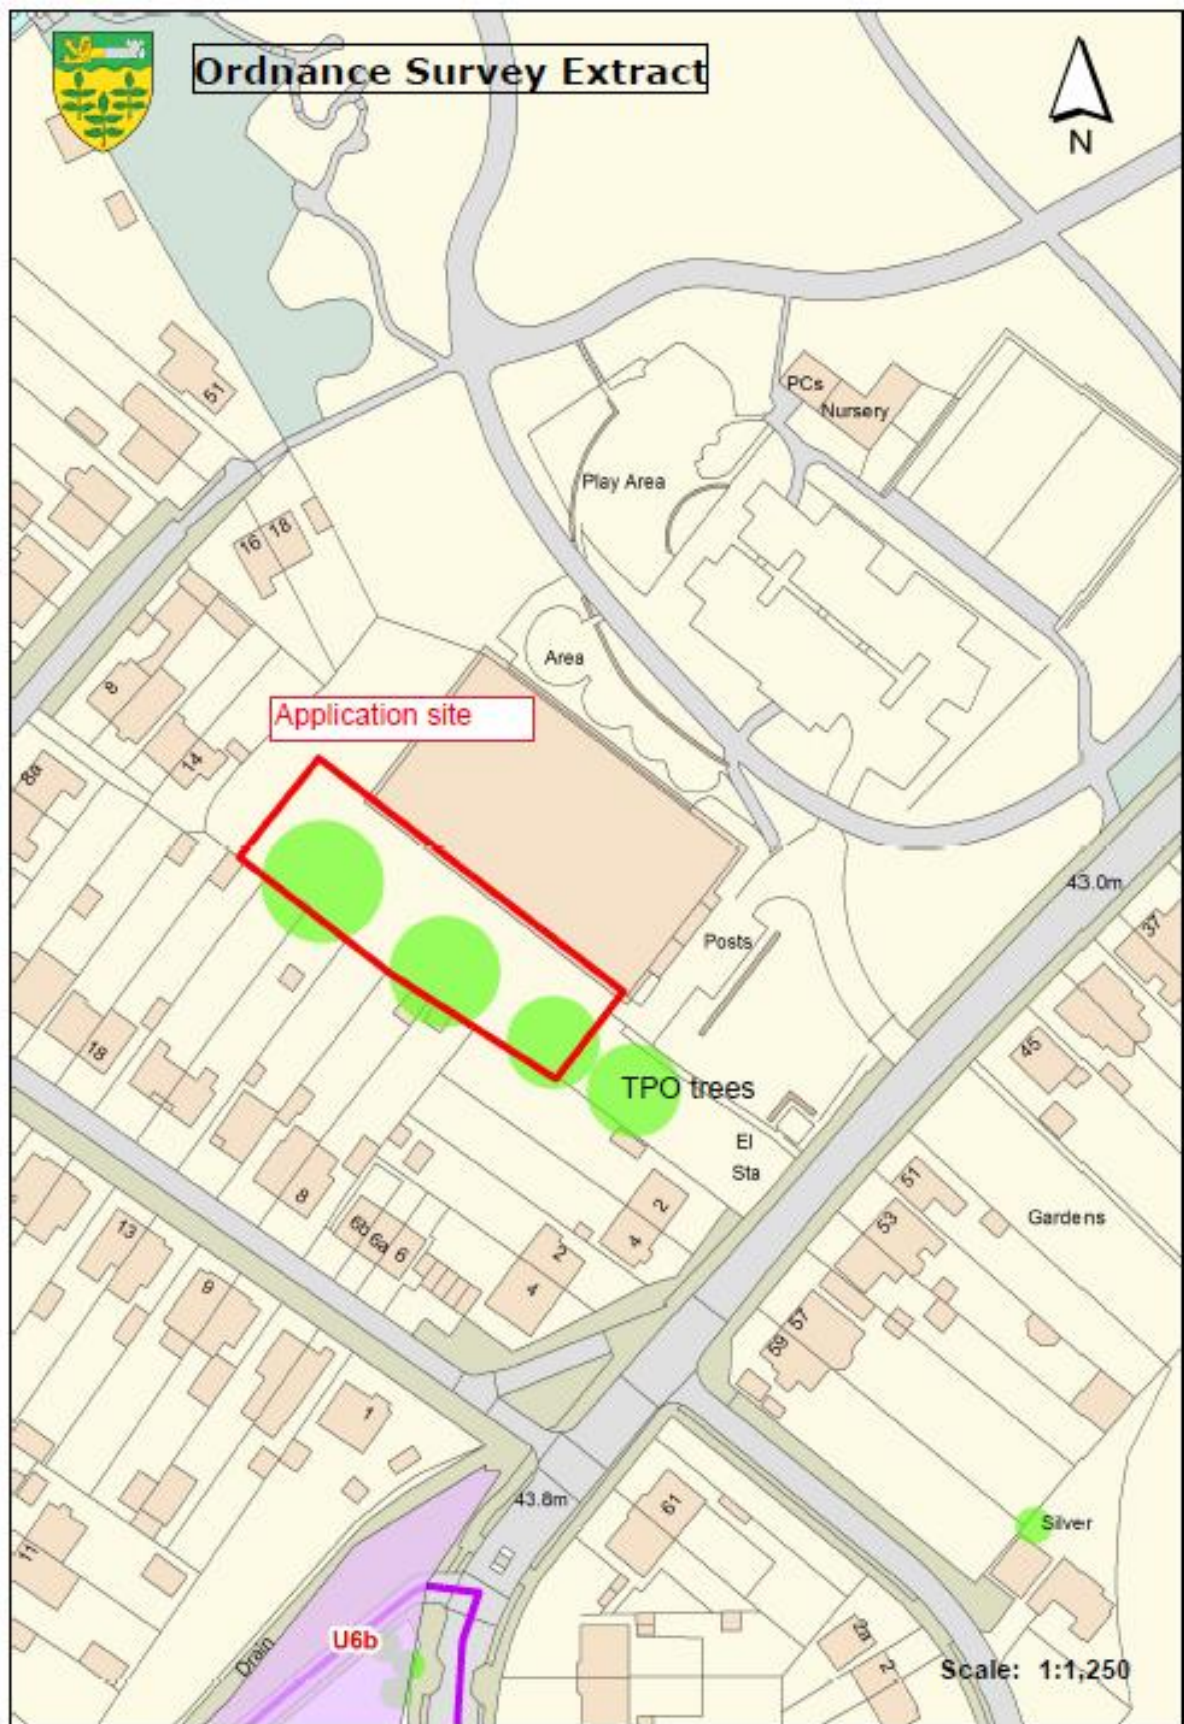 Ordnance Survey Extract
N
51
PCs
Nursery
Play Area
16 18
Area
8
Application site
14
8a
43.0m
37
Posts
18
45
TPO trees
El
Sta
51
2
4
Gardens
8
53
13
6b 6a 6
2
4
9
57
59
1
43.8m
61
Silver
11
U6b
Drain
2a
2
Scale: 1:1,250